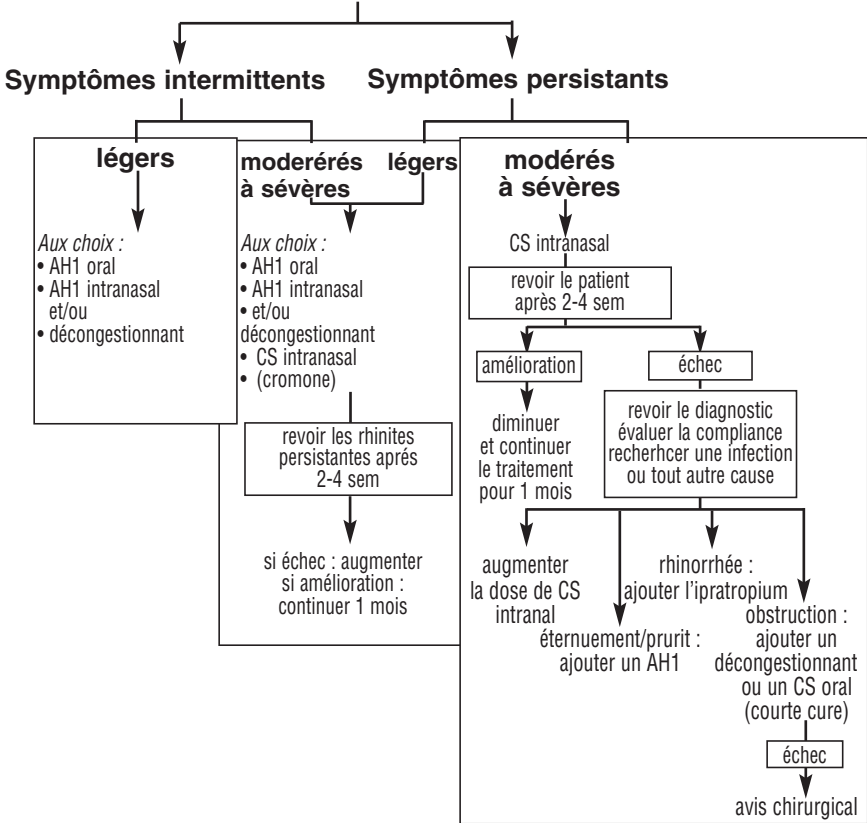 Symptômes intermittents
Symptômes persistants
légers
moderérés
à sévères
légers
modérés
à sévères
Aux choix :
• AH1 oral
• AH1 intranasal
et/ou
• décongestionnant
Aux choix :
• AH1 oral
• AH1 intranasal
• et/ou
décongestionnant
• CS intranasal
• (cromone)
revoir les rhinites
persistantes aprés
2-4 sem
si échec : augmenter
si amélioration :
continuer 1 mois
CS intranasal
revoir le patient
après 2-4 sem
amélioration
échec
diminuer
et continuer
le traitement
pour 1 mois
revoir le diagnostic
évaluer la compliance
recherhcer une infection
ou tout autre cause
augmenter
la dose de CS
intranal
éternuement/prurit :
ajouter un AH1
rhinorrhée :
ajouter l'ipratropium
obstruction :
ajouter un
décongestionnant
ou un CS oral
(courte cure)
échec
avis chirurgical